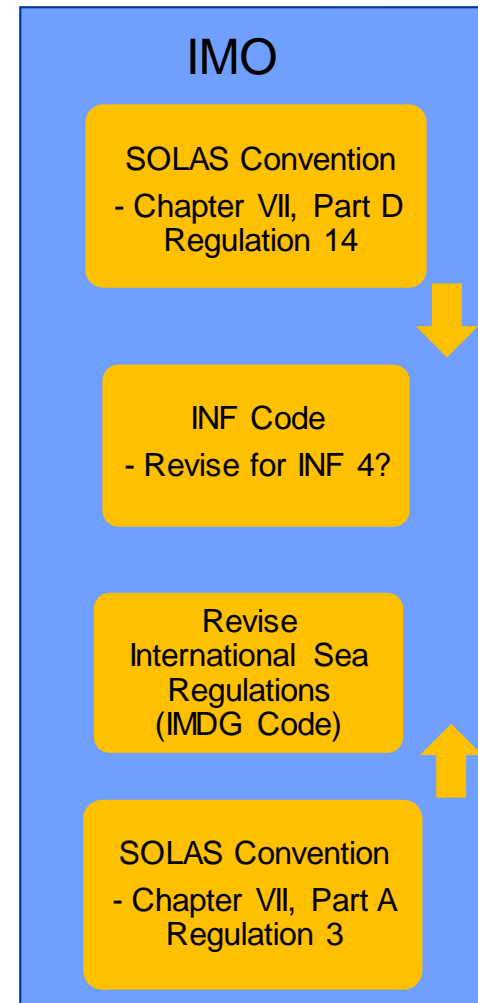 IMO
SOLAS Convention
- Chapter VII, Part D
Regulation 14
INF Code
- Revise for INF 4?
Revise
International Sea
Regulations
(IMDG Code)
SOLAS Convention
- Chapter VII, Part A
Regulation 3